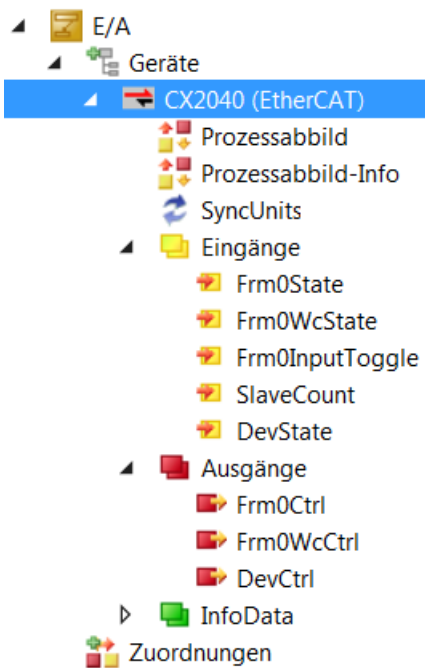 E/A
Geräte
CX2040 (EtherCAT)
Prozessabbild
Prozessabbild-Info
SyncUnits
Eingänge
Frm0State
Frm0WcState
Frm0InputToggle
SlaveCount
DevState
Ausgänge
Frm0Ctrl
Frm0WcCtrl
DevCtrl
InfoData
Zuordnungen